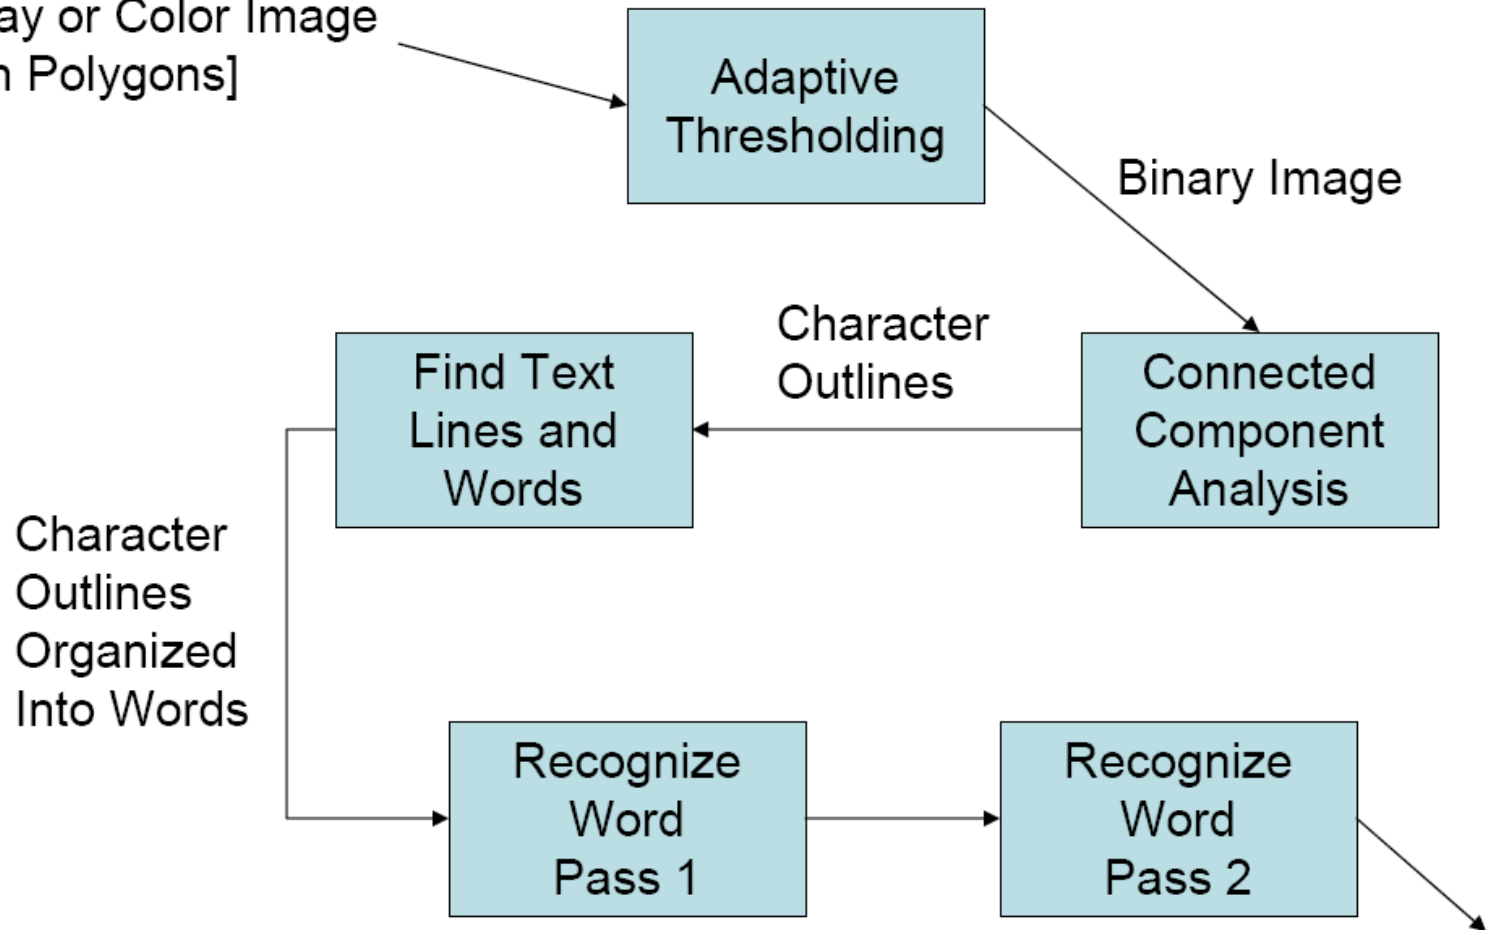 or Color Image
Polygons]
Adaptive
Thresholding
Binary Image
Character
Outlines
Find Text
Lines and
Words
Connected
Component
Analysis
Character
Outlines
Organized
Into Words
Recognize
Word
Pass 1
Recognize
Word
Pass 2